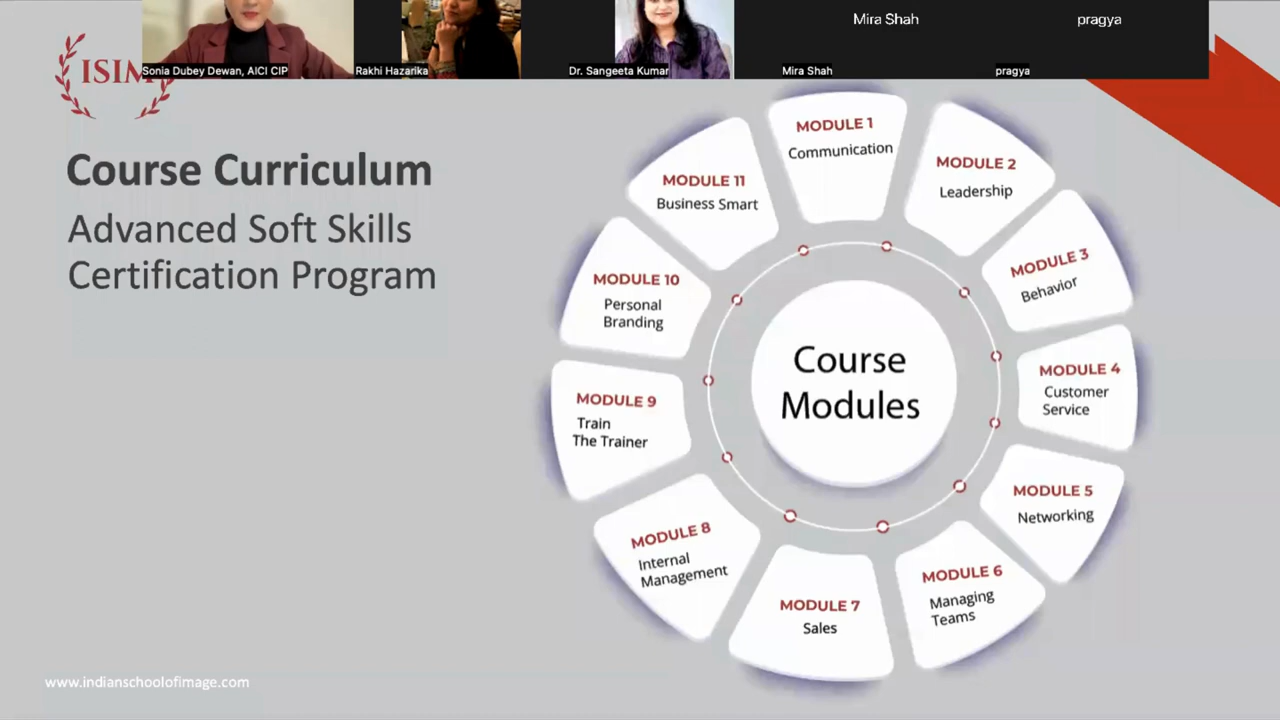 Mira Shah
pragya
Sonia Dubey Dewan, AICI CIP
Rakhi Hazarika
Dr. Sangeeta Kumar
Mira Shah
pragya
ISIM
Course Curriculum
Advanced Soft Skills
Certification Program
MODULE 1
Communication
MODULE 2
Leadership
MODULE 3
Behavior
MODULE 4
Customer
Service
MODULE 5
Networking
MODULE 6
Managing
Teams
MODULE 7
Sales
MODULE 8
Internal
Management
MODULE 9
Train
The Trainer
MODULE 10
Personal
Branding
MODULE 11
Business Smart
Course
Modules
www.indianschoolofimage.com